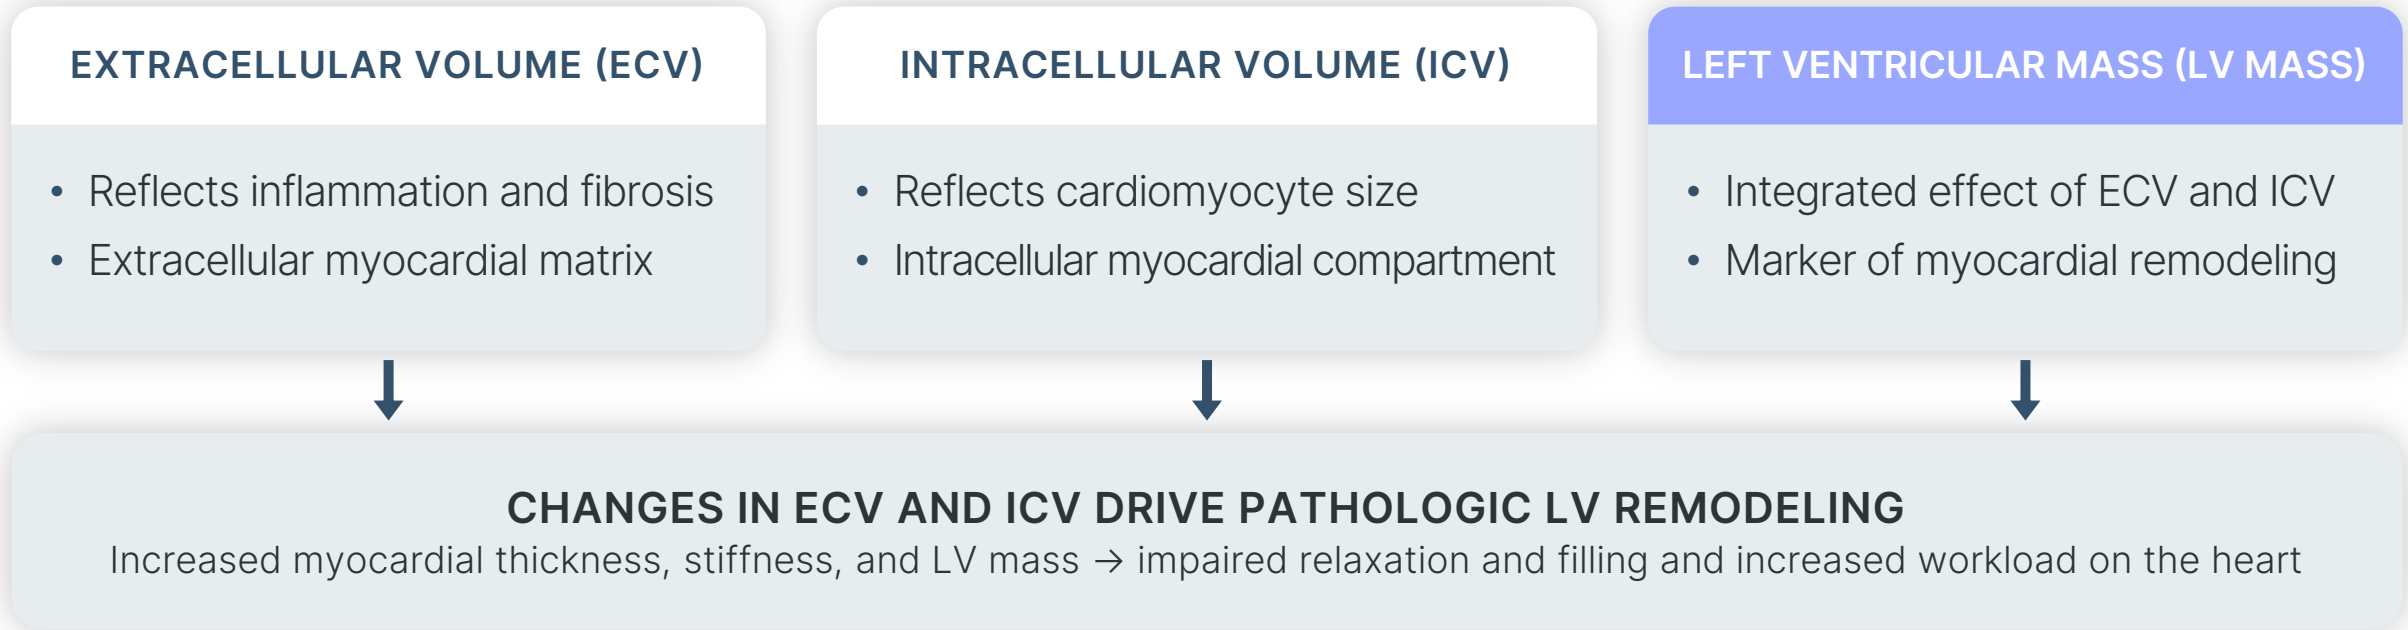 EXTRACELLULAR VOLUME (ECV)
• Reflects inflammation and fibrosis
• Extracellular myocardial matrix
INTRACELLULAR VOLUME (ICV)
• Reflects cardiomyocyte size
• Intracellular myocardial compartment
LEFT VENTRICULAR MASS (LV MASS)
• Integrated effect of ECV and ICV
• Marker of myocardial remodeling
CHANGES IN ECV AND ICV DRIVE PATHOLOGIC LV REMODELING
Increased myocardial thickness, stiffness, and LV mass → impaired relaxation and filling and increased workload on the heart